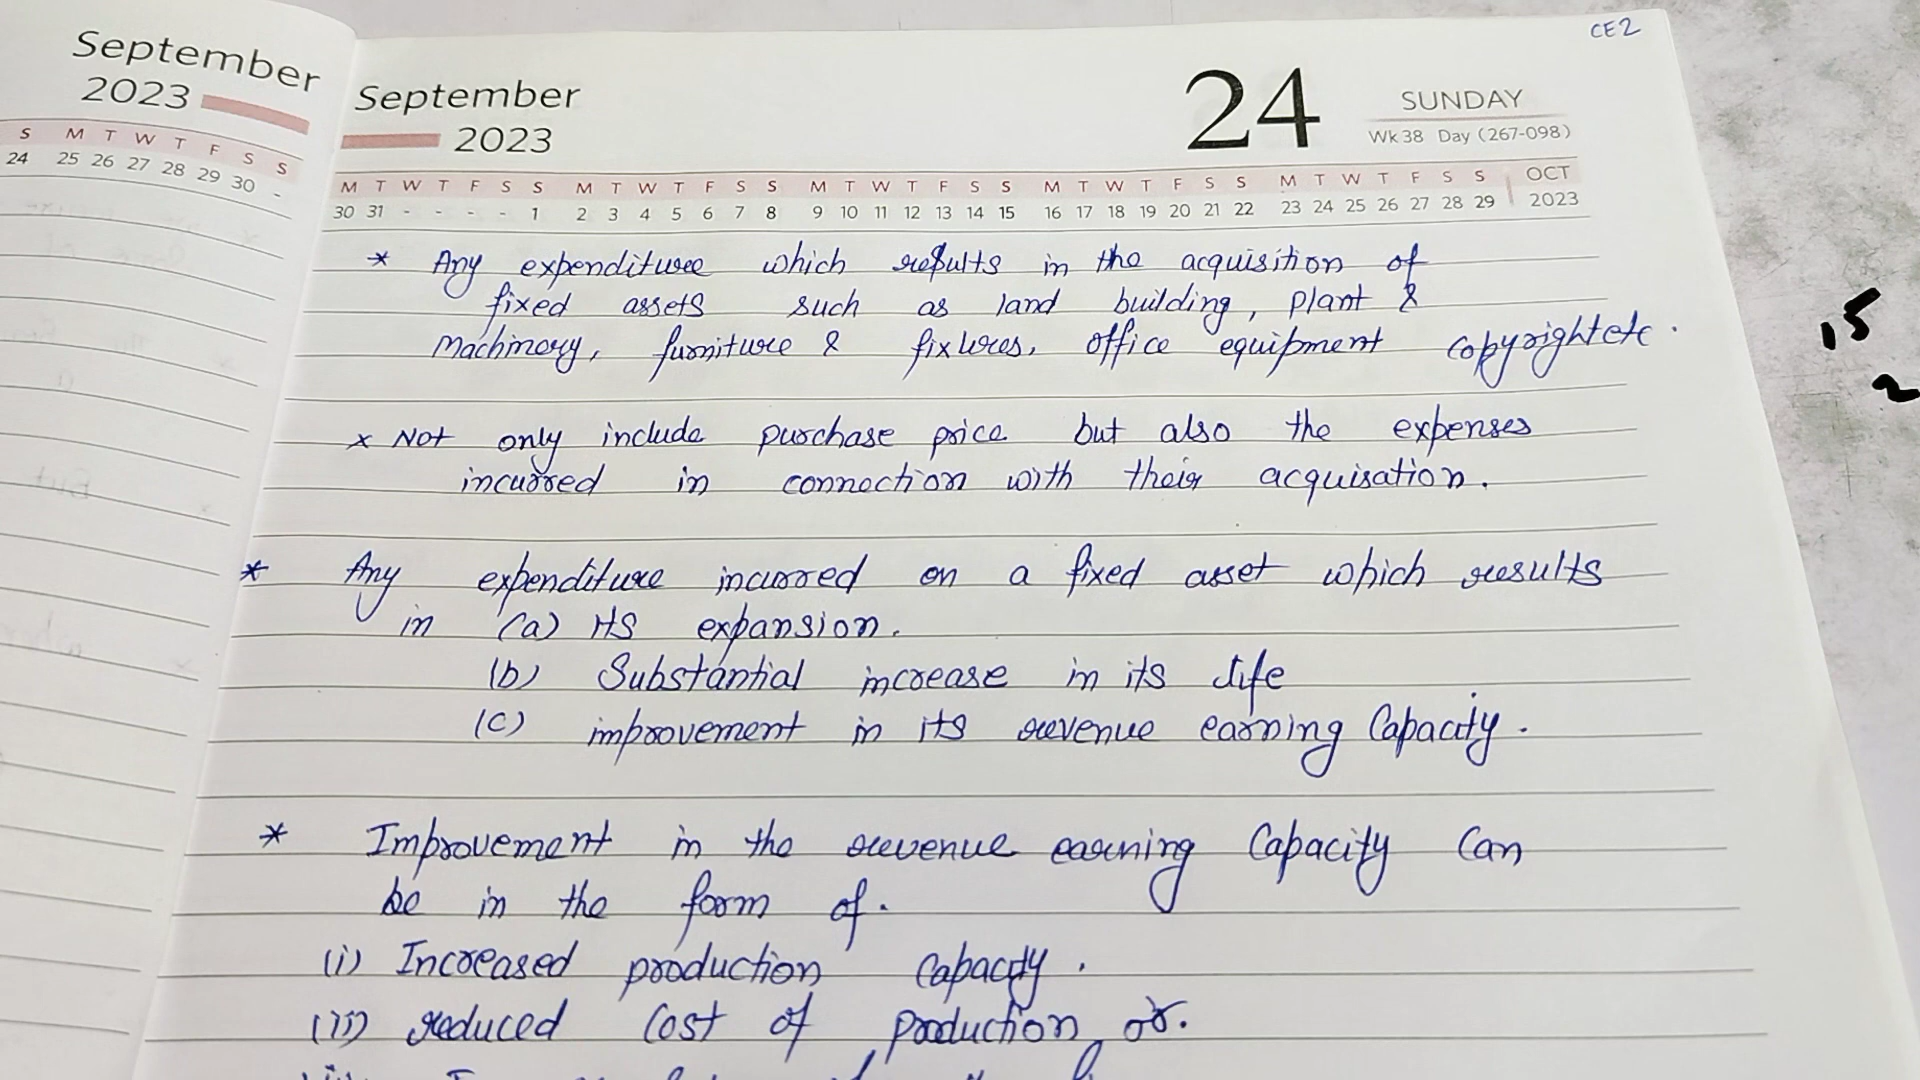 September
2023
S M T W T F S S
24 25 26 27 28 29 30 -
CE2
September
2023
24
SUNDAY
Wk 38 Day (267-098)
M T W T F S S M T W T F S S M T W T F S S M T W T F S S M T W T F S S OCT
30 31 - - - - 1 2 3 4 5 6 7 8 9 10 11 12 13 14 15 16 17 18 19 20 21 22 23 24 25 26 27 28 29 2023
* Any expenditure which results in the acquisition of
fixed assets such as land building, plant &
Machinery, furniture & fixtures, office equipment copyright etc.
x Not only include purchase price but also the expenses
incurred in connection with their acquisation.
* Any expenditure incurred on a fixed asset which results
in (a) its expansion.
(b) Substantial increase in its life
(c) improvement in its revenue earning Capacity.
* Improvement in the revenue earning Capacity Can
be in the form of.
(i) Increased production Capacity.
(ii) reduced Cost of production or.
15
2